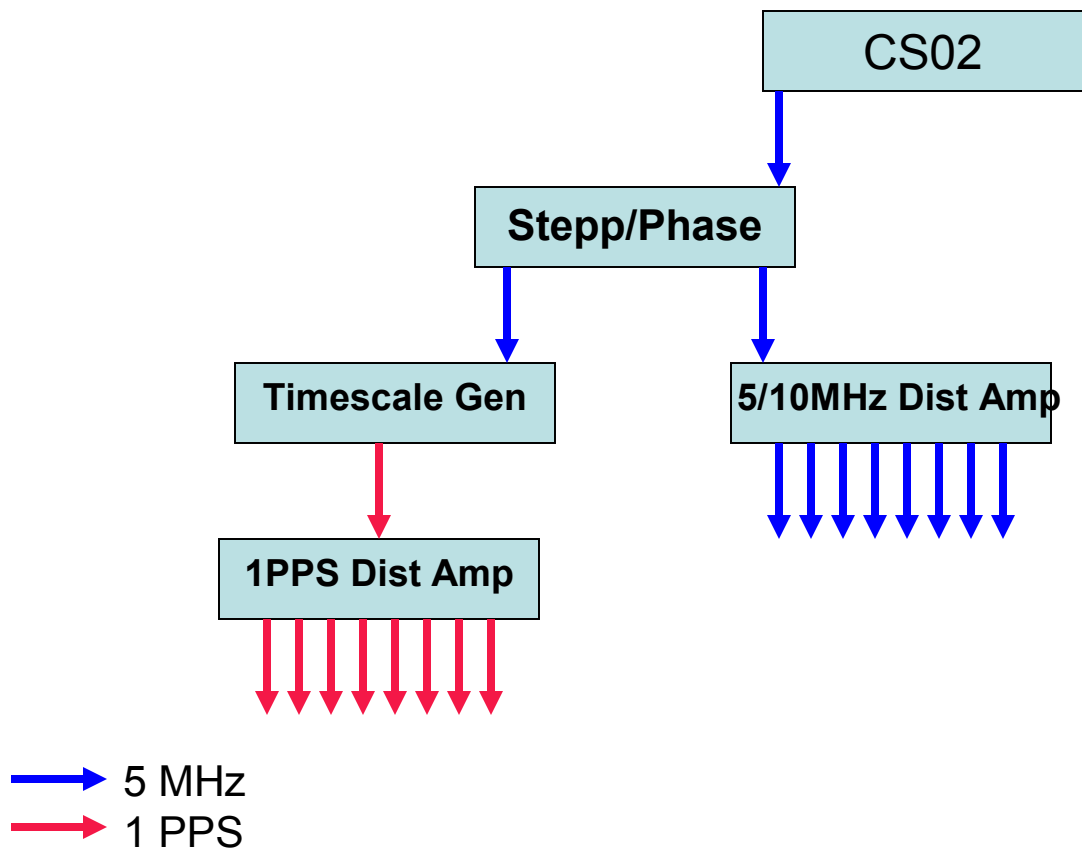 CS02
Stepp/Phase
Timescale Gen
5/10MHz Dist Amp
1PPS Dist Amp
5 MHz
1 PPS